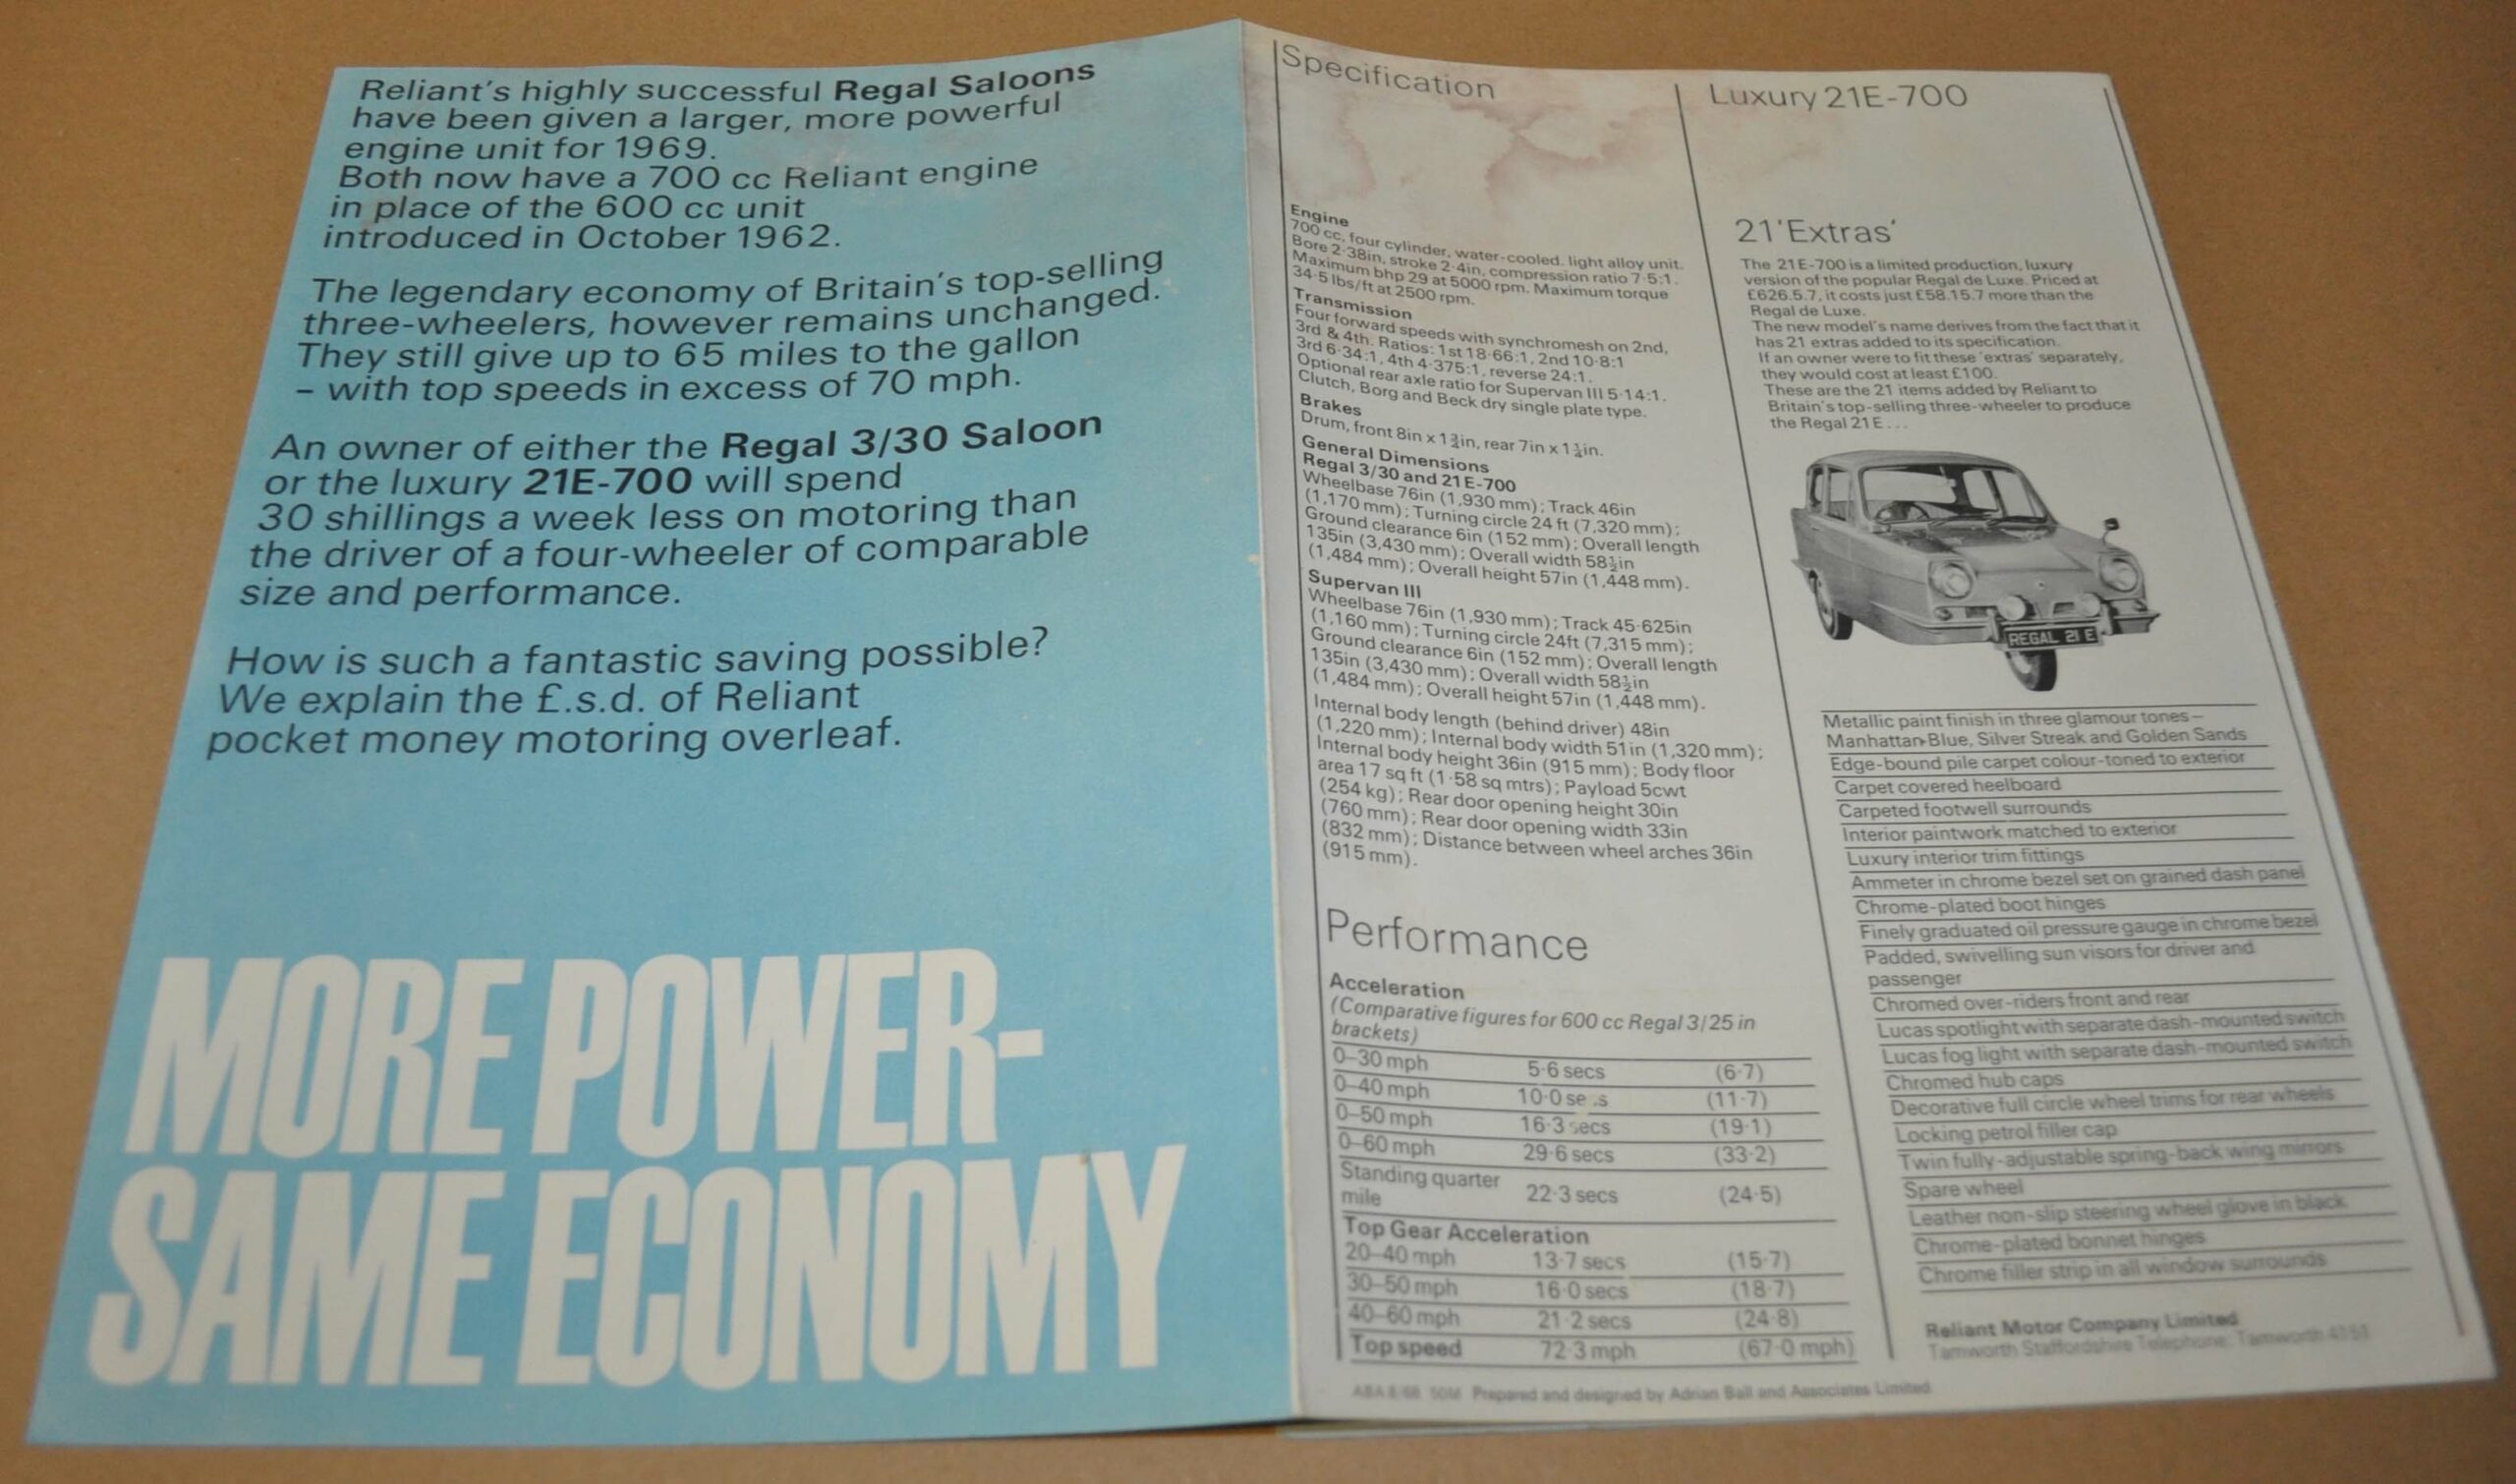 Reliant's highly successful Regal Saloons
have been given a larger, more powerful
engine unit for 1969.
Both now have a 700 cc Reliant engine
in place of the 600 cc unit
introduced in October 1962.
The legendary economy of Britain's top-selling
three-wheelers, however remains unchanged.
They still give up to 65 miles to the gallon
– with top speeds in excess of 70 mph.
An owner of either the Regal 3/30 Saloon
or the luxury 21E-700 will spend
30 shillings a week less on motoring than
the driver of a four-wheeler of comparable
size and performance.
How is such a fantastic saving possible?
We explain the £.s.d. of Reliant
pocket money motoring overleaf.
MORE POWER-
SAME ECONOMY
Specification
Engine
700 cc, four cylinder, water-cooled. light alloy unit.
Bore 2·38in, stroke 2·4in, compression ratio 7·5:1.
Maximum bhp 29 at 5000 rpm. Maximum torque
34·5 lbs/ft at 2500 rpm.
Transmission
Four forward speeds with synchromesh on 2nd,
3rd & 4th. Ratios: 1st 18·66:1, 2nd 10·8:1
3rd 6·34:1, 4th 4·375:1, reverse 24:1.
Optional rear axle ratio for Supervan III 5·14:1.
Clutch, Borg and Beck dry single plate type.
Brakes
Drum, front 8in x 1¾in, rear 7in x 1¼in.
General Dimensions
Regal 3/30 and 21E-700
Wheelbase 76in (1,930 mm); Track 46in
(1,170 mm); Turning circle 24 ft (7,320 mm);
Ground clearance 6in (152 mm); Overall length
135in (3,430 mm); Overall width 58½in
(1,484 mm); Overall height 57in (1,448 mm).
Supervan III
Wheelbase 76in (1,930 mm); Track 45·625in
(1,160 mm); Turning circle 24ft (7,315 mm);
Ground clearance 6in (152 mm); Overall length
135in (3,430 mm); Overall width 58½in
(1,484 mm); Overall height 57in (1,448 mm).
Internal body length (behind driver) 48in
(1,220 mm); Internal body width 51in (1,320 mm);
Internal body height 36in (915 mm); Body floor
area 17 sq ft (1·58 sq mtrs); Payload 5cwt
(254 kg); Rear door opening height 30in
(760 mm); Rear door opening width 33in
(832 mm); Distance between wheel arches 36in
(915 mm).
Performance
Acceleration
(Comparative figures for 600 cc Regal 3/25 in
brackets)
0–30 mph 5·6 secs (6·7)
0–40 mph 10·0 secs (11·7)
0–50 mph 16·3 secs (19·1)
0–60 mph 29·6 secs (33·2)
Standing quarter
mile 22·3 secs (24·5)
Top Gear Acceleration
20–40 mph 13·7 secs (15·7)
30–50 mph 16·0 secs (18·7)
40–60 mph 21·2 secs (24·8)
Top speed 72·3 mph (67·0 mph)
ABA 8/68 50M Prepared and designed by Adrian Ball and Associates Limited
Luxury 21E-700
21 'Extras'
The 21E-700 is a limited production, luxury
version of the popular Regal de Luxe. Priced at
£626.5.7, it costs just £58.15.7 more than the
Regal de Luxe.
The new model's name derives from the fact that it
has 21 extras added to its specification.
If an owner were to fit these 'extras' separately,
they would cost at least £100.
These are the 21 items added by Reliant to
Britain's top-selling three-wheeler to produce
the Regal 21E...
REGAL 21 E
Metallic paint finish in three glamour tones –
Manhattan Blue, Silver Streak and Golden Sands
Edge-bound pile carpet colour-toned to exterior
Carpet covered heelboard
Carpeted footwell surrounds
Interior paintwork matched to exterior
Luxury interior trim fittings
Ammeter in chrome bezel set on grained dash panel
Chrome-plated boot hinges
Finely graduated oil pressure gauge in chrome bezel
Padded, swivelling sun visors for driver and
passenger
Chromed over-riders front and rear
Lucas spotlight with separate dash-mounted switch
Lucas fog light with separate dash-mounted switch
Chromed hub caps
Decorative full circle wheel trims for rear wheels
Locking petrol filler cap
Twin fully-adjustable spring-back wing mirrors
Spare wheel
Leather non-slip steering wheel glove in black
Chrome-plated bonnet hinges
Chrome filler strip in all window surrounds
Reliant Motor Company Limited
Tamworth Staffordshire Telephone: Tamworth 4151